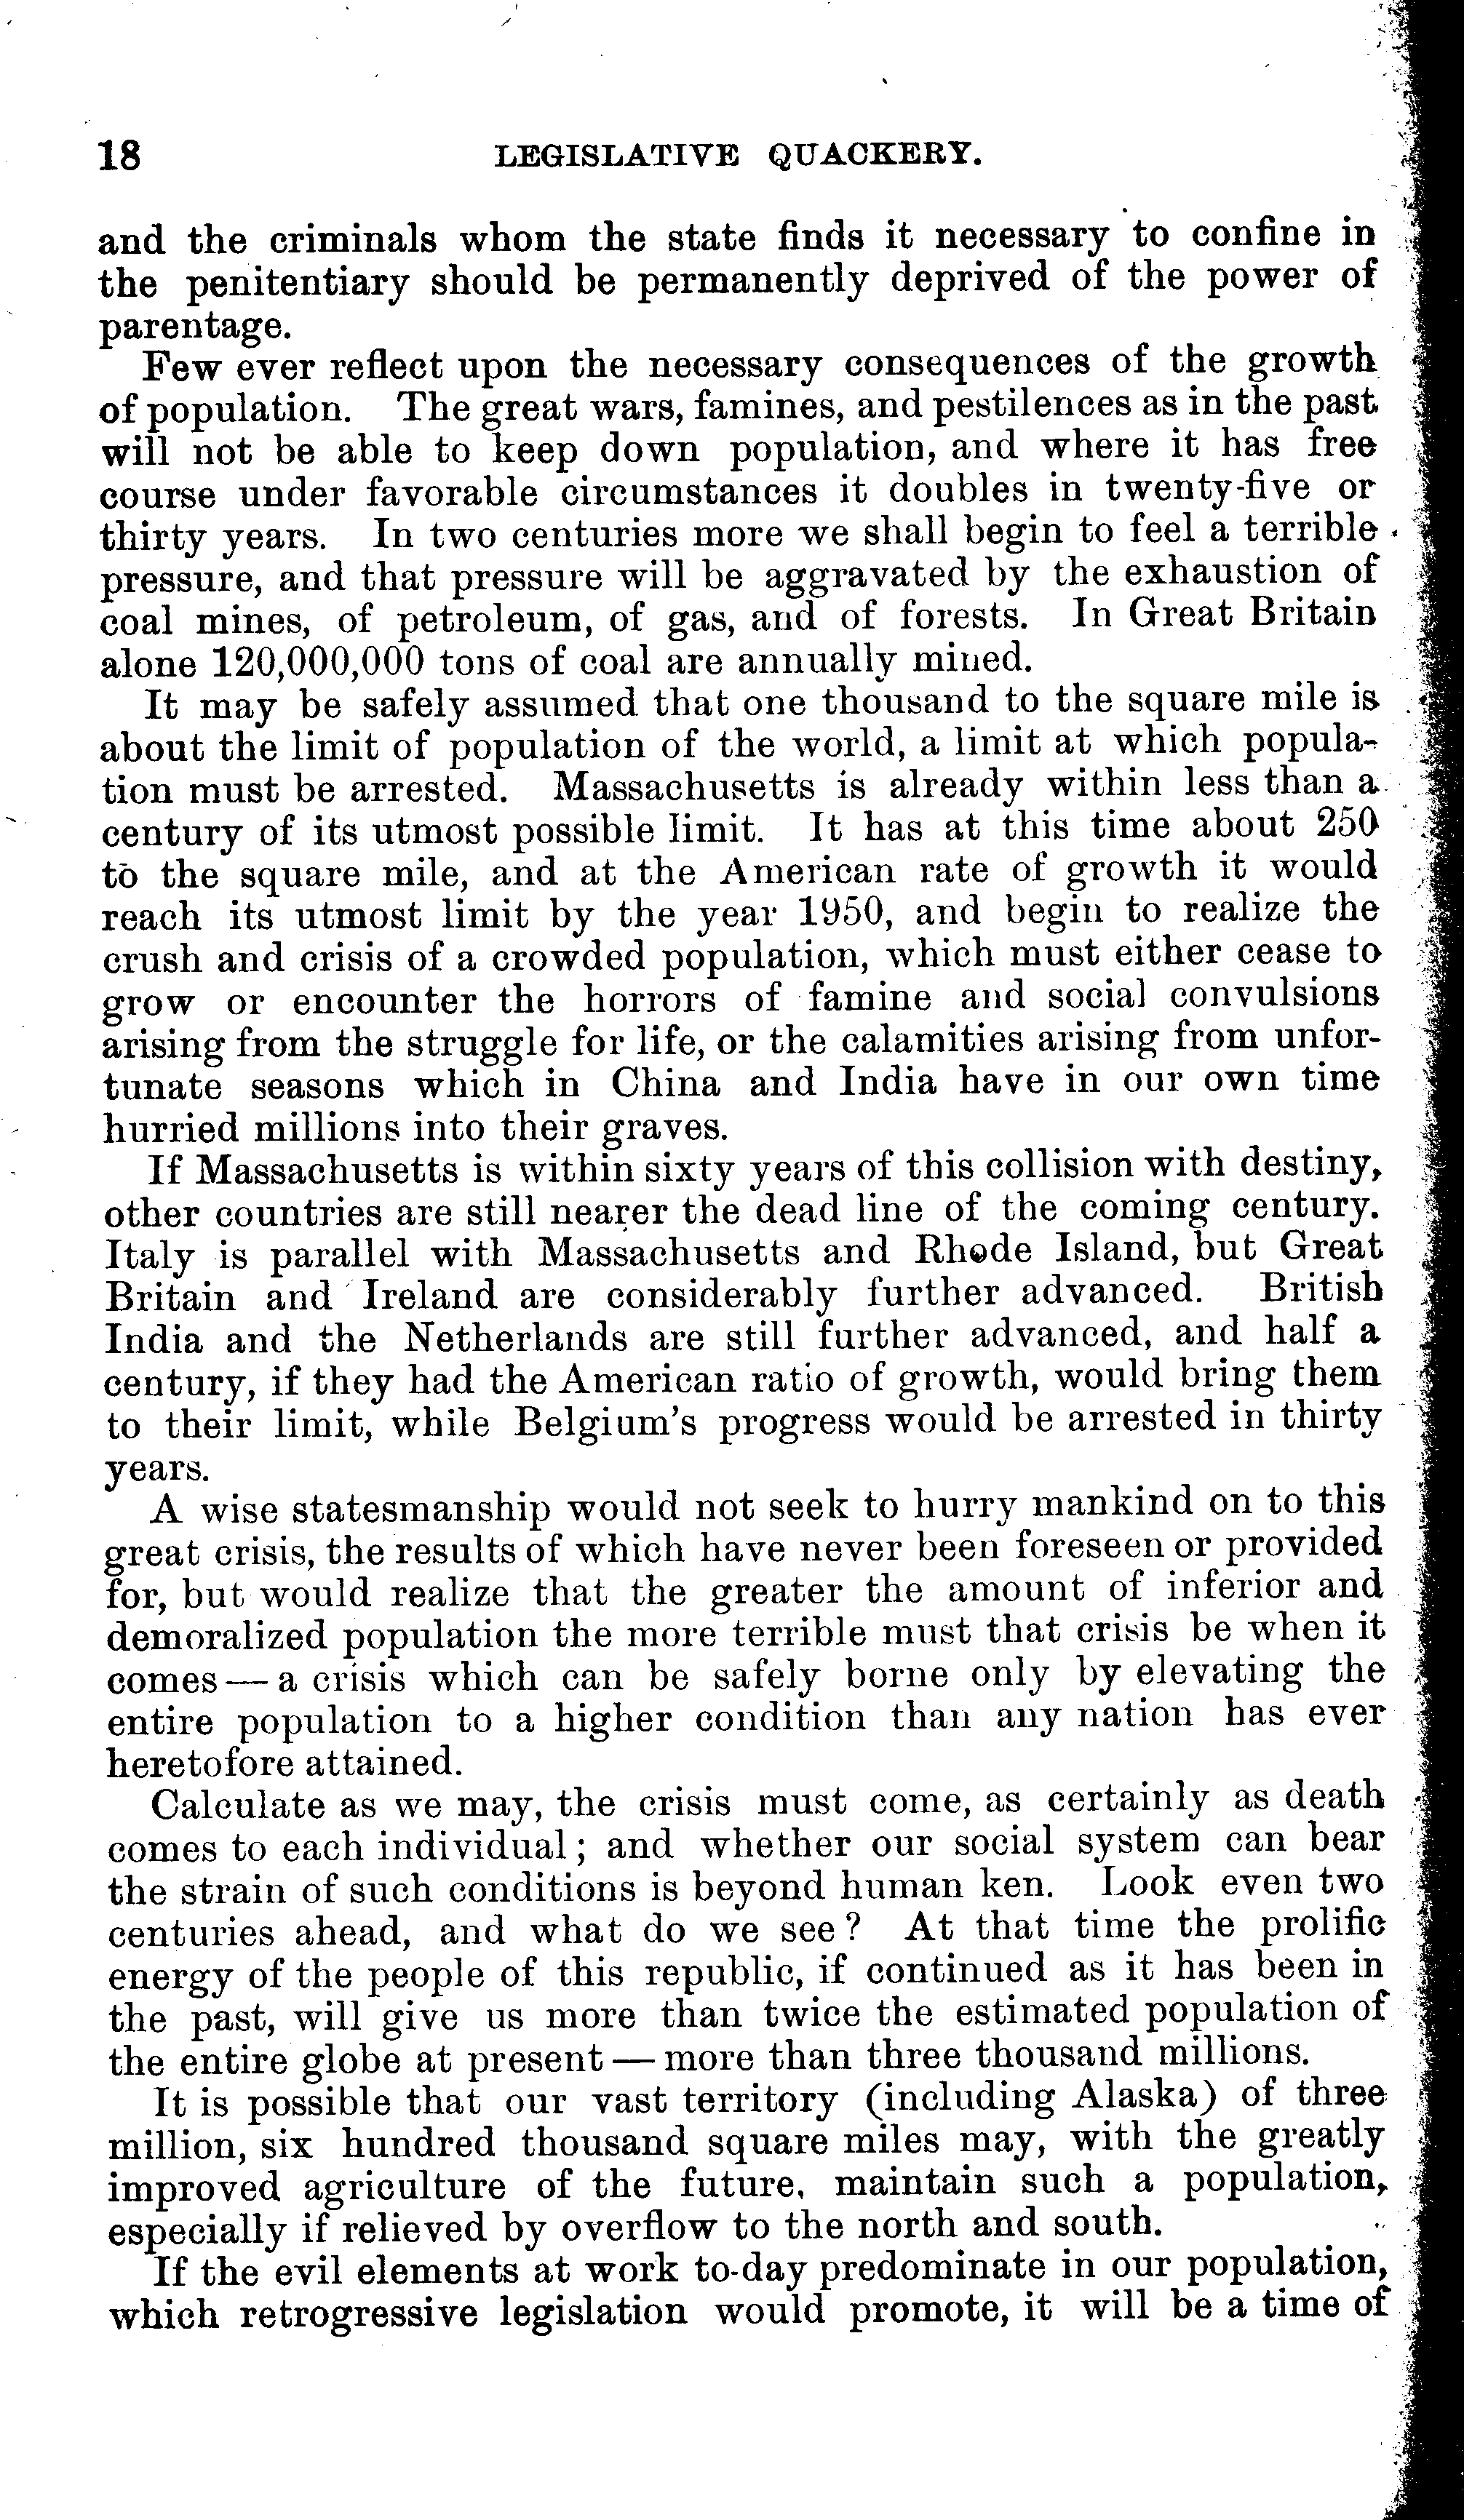 18 LEGISLATIVE QUACKERY.
and the criminals whom the state finds it necessary to confine in
the penitentiary should be permanently deprived of the power of
parentage.
Few ever reflect upon the necessary consequences of the growth
of population. The great wars, famines, and pestilences as in the past
will not be able to keep down population, and where it has free
course under favorable circumstances it doubles in twenty-five or
thirty years. In two centuries more we shall begin to feel a terrible
pressure, and that pressure will be aggravated by the exhaustion of
coal mines, of petroleum, of gas, and of forests. In Great Britain
alone 120,000,000 tons of coal are annually mined.
It may be safely assumed that one thousand to the square mile is
about the limit of population of the world, a limit at which popula-
tion must be arrested. Massachusetts is already within less than a
century of its utmost possible limit. It has at this time about 250
to the square mile, and at the American rate of growth it would
reach its utmost limit by the year 1950, and begin to realize the
crush and crisis of a crowded population, which must either cease to
grow or encounter the horrors of famine and social convulsions
arising from the struggle for life, or the calamities arising from unfor-
tunate seasons which in China and India have in our own time
hurried millions into their graves.
If Massachusetts is within sixty years of this collision with destiny,
other countries are still nearer the dead line of the coming century.
Italy is parallel with Massachusetts and Rhode Island, but Great
Britain and Ireland are considerably further advanced. British
India and the Netherlands are still further advanced, and half a
century, if they had the American ratio of growth, would bring them
to their limit, while Belgium's progress would be arrested in thirty
years.
A wise statesmanship would not seek to hurry mankind on to this
great crisis, the results of which have never been foreseen or provided
for, but would realize that the greater the amount of inferior and
demoralized population the more terrible must that crisis be when it
comes — a crisis which can be safely borne only by elevating the
entire population to a higher condition than any nation has ever
heretofore attained.
Calculate as we may, the crisis must come, as certainly as death
comes to each individual; and whether our social system can bear
the strain of such conditions is beyond human ken. Look even two
centuries ahead, and what do we see? At that time the prolific
energy of the people of this republic, if continued as it has been in
the past, will give us more than twice the estimated population of
the entire globe at present — more than three thousand millions.
It is possible that our vast territory (including Alaska) of three
million, six hundred thousand square miles may, with the greatly
improved agriculture of the future, maintain such a population,
especially if relieved by overflow to the north and south.
If the evil elements at work to-day predominate in our population,
which retrogressive legislation would promote, it will be a time of